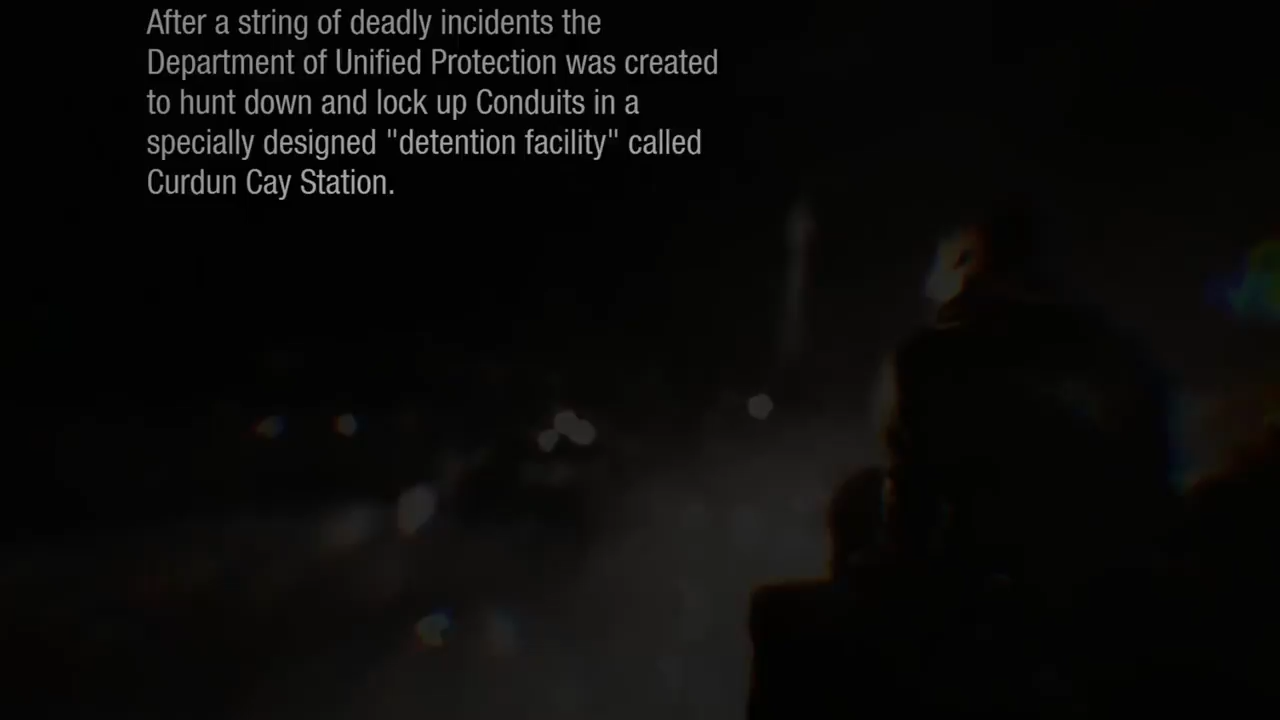 After a string of deadly incidents the
Department of Unified Protection was created
to hunt down and lock up Conduits in a
specially designed "detention facility" called
Curdun Cay Station.